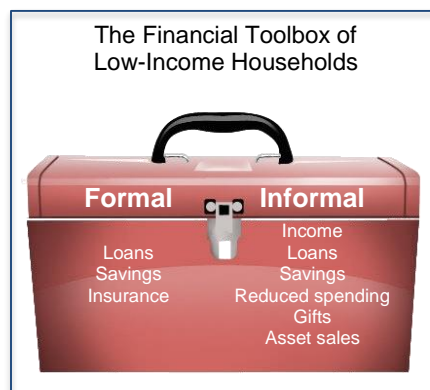 The Financial Toolbox of
Low-Income Households
Formal
Loans
Savings
Insurance
Informal
Income
Loans
Savings
Reduced spending
Gifts
Asset sales